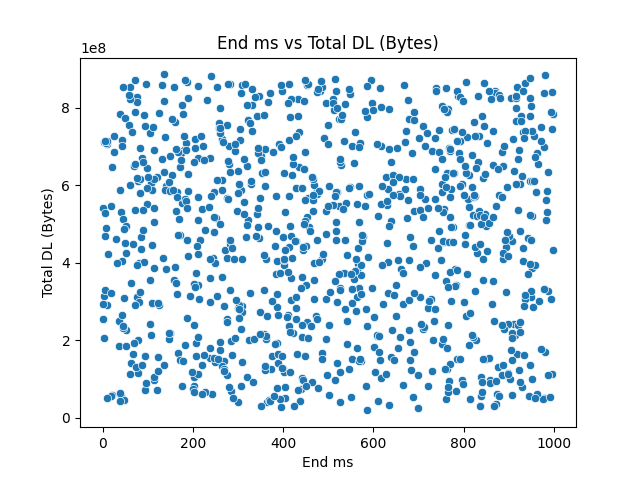 End ms vs Total DL (Bytes)
1e8
8
6
4
2
0
Total DL (Bytes)
0 200 400 600 800 1000
End ms